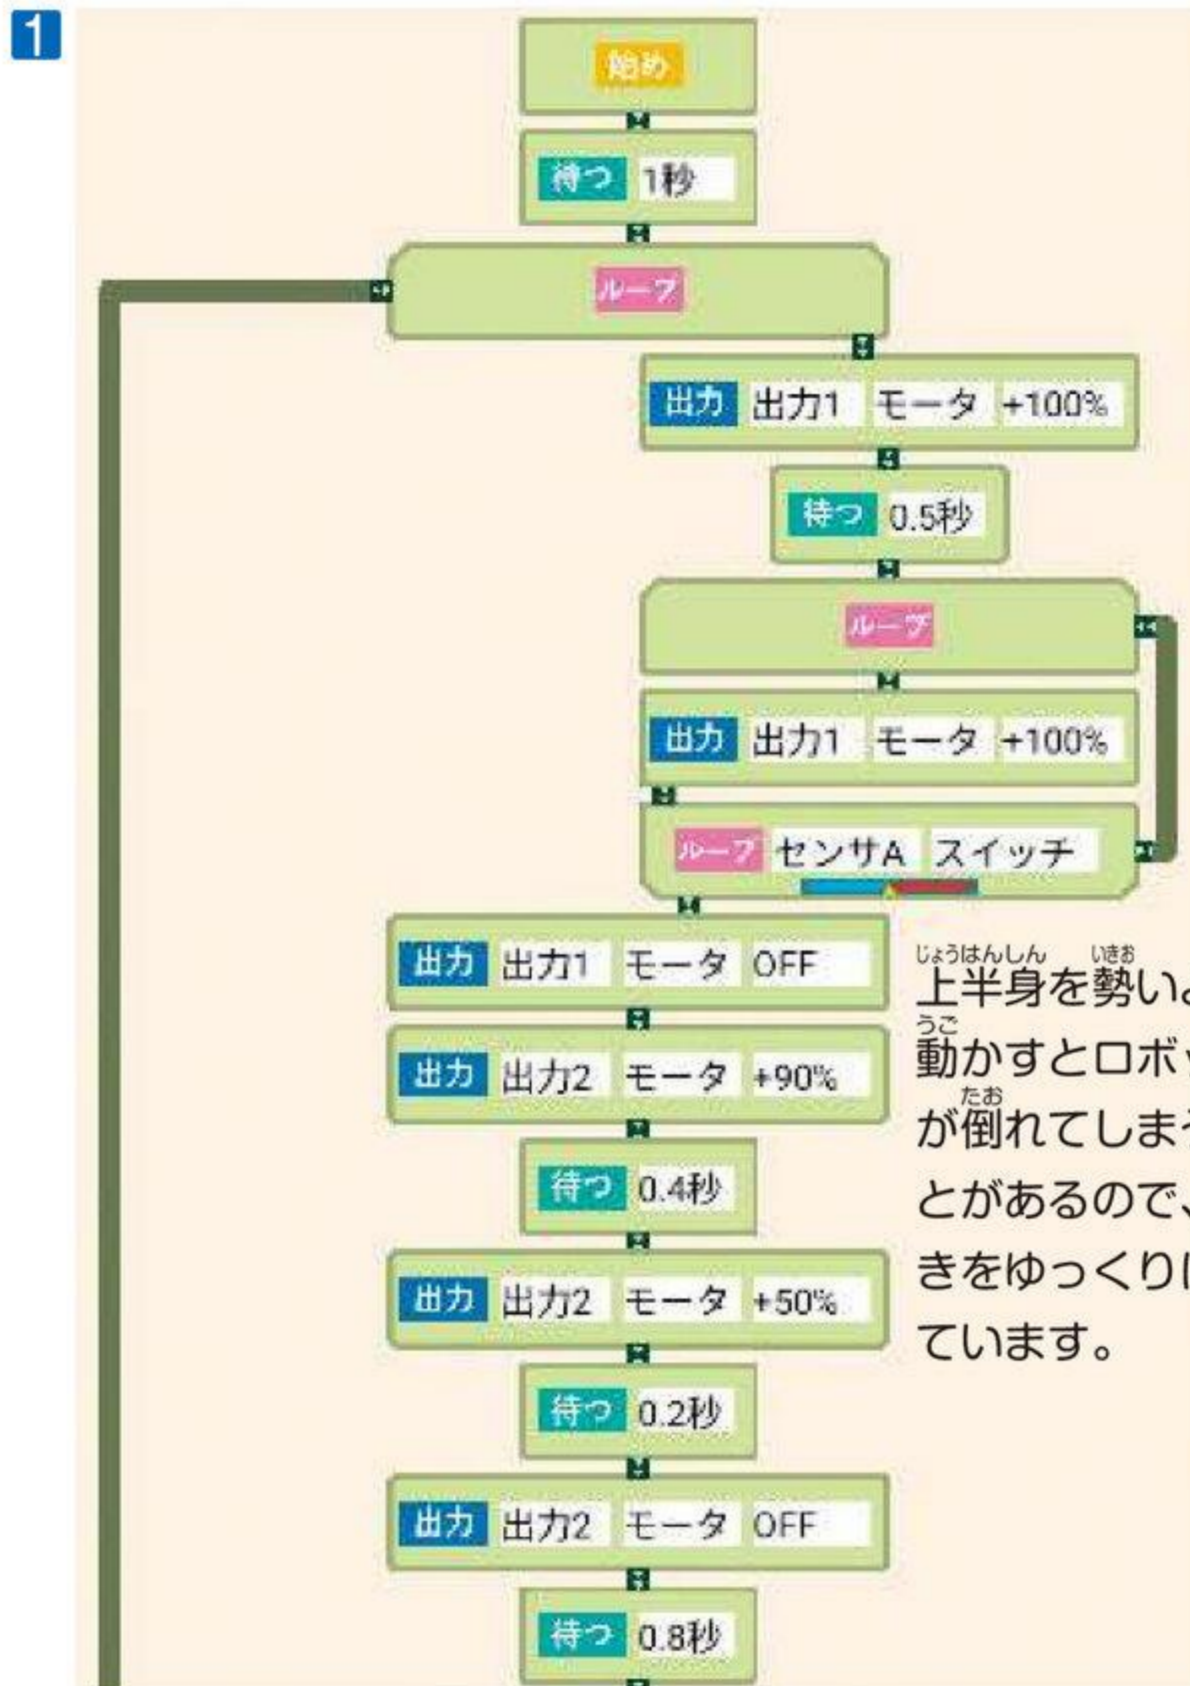 1
始め
待つ 1秒
ループ
出力 出力1 モータ +100%
待つ 0.5秒
ループ
出力 出力1 モータ +100%
ループ センサA スイッチ
出力 出力1 モータ OFF
出力 出力2 モータ +90%
待つ 0.4秒
出力 出力2 モータ +50%
待つ 0.2秒
出力 出力2 モータ OFF
待つ 0.8秒
じょうはんしん いきお
上半身を勢い
うご
動かすとロボッ
たお
が倒れてしまう
とがあるので、
きをゆっくりに
ています。